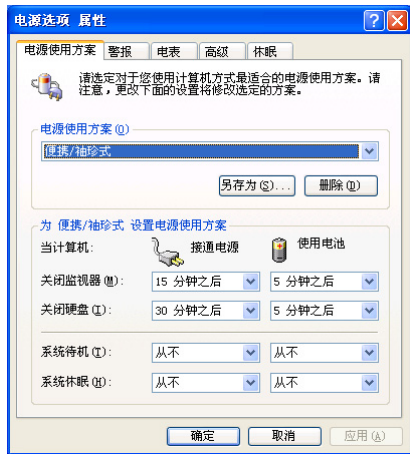 电源选项 属性
电源使用方案 警报 电表 高级 休眠
请选定对于您使用计算机方式最适合的电源使用方案。请
注意，更改下面的设置将修改选定的方案。
电源使用方案(O)
便携/袖珍式
另存为(S)... 删除(D)
为 便携/袖珍式 设置电源使用方案
当计算机: 接通电源 使用电池
关闭监视器(M): 15 分钟之后 5 分钟之后
关闭硬盘(I): 30 分钟之后 5 分钟之后
系统待机(T): 从不 从不
系统休眠(H): 从不 从不
确定 取消 应用(A)